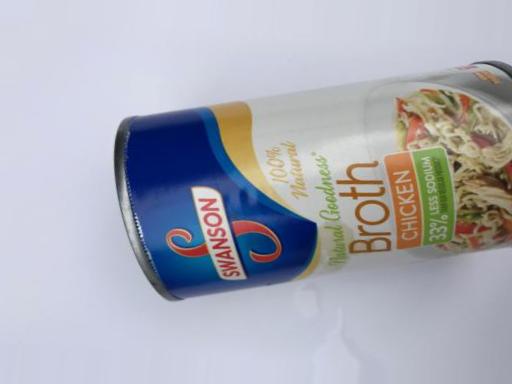 SWANSON
100%
Natural
Natural Goodness*
Broth
CHICKEN
33% LESS SODIUM